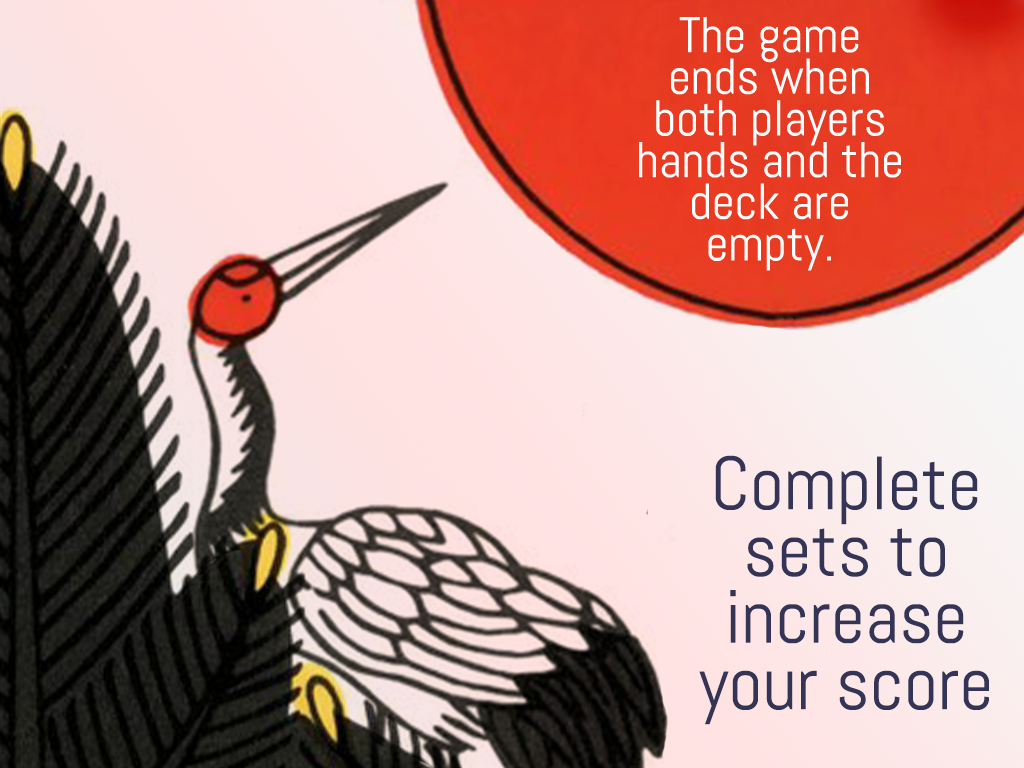 The game
ends when
both players
hands and the
deck are
empty.
Complete
sets to
increase
your score